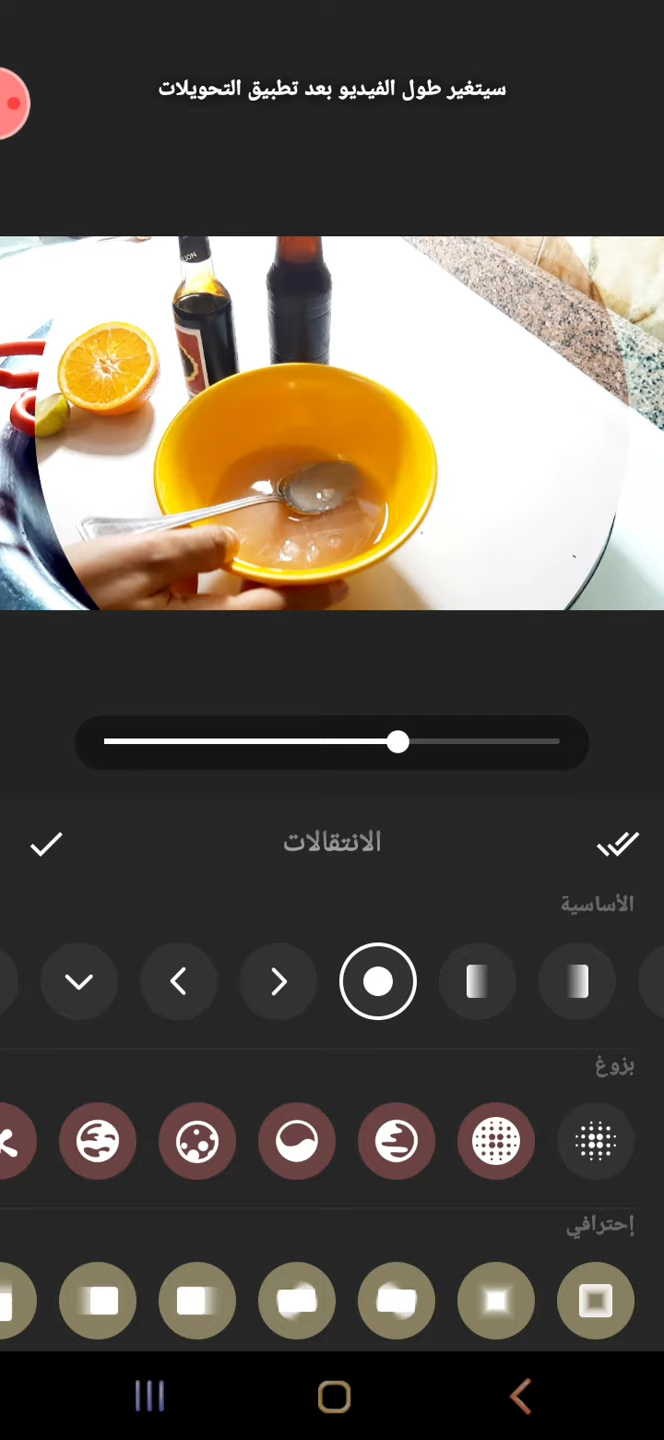 سيتغير طول الفيديو بعد تطبيق التحويلات
الانتقالات
الأساسية
بزوغ
إحترافي